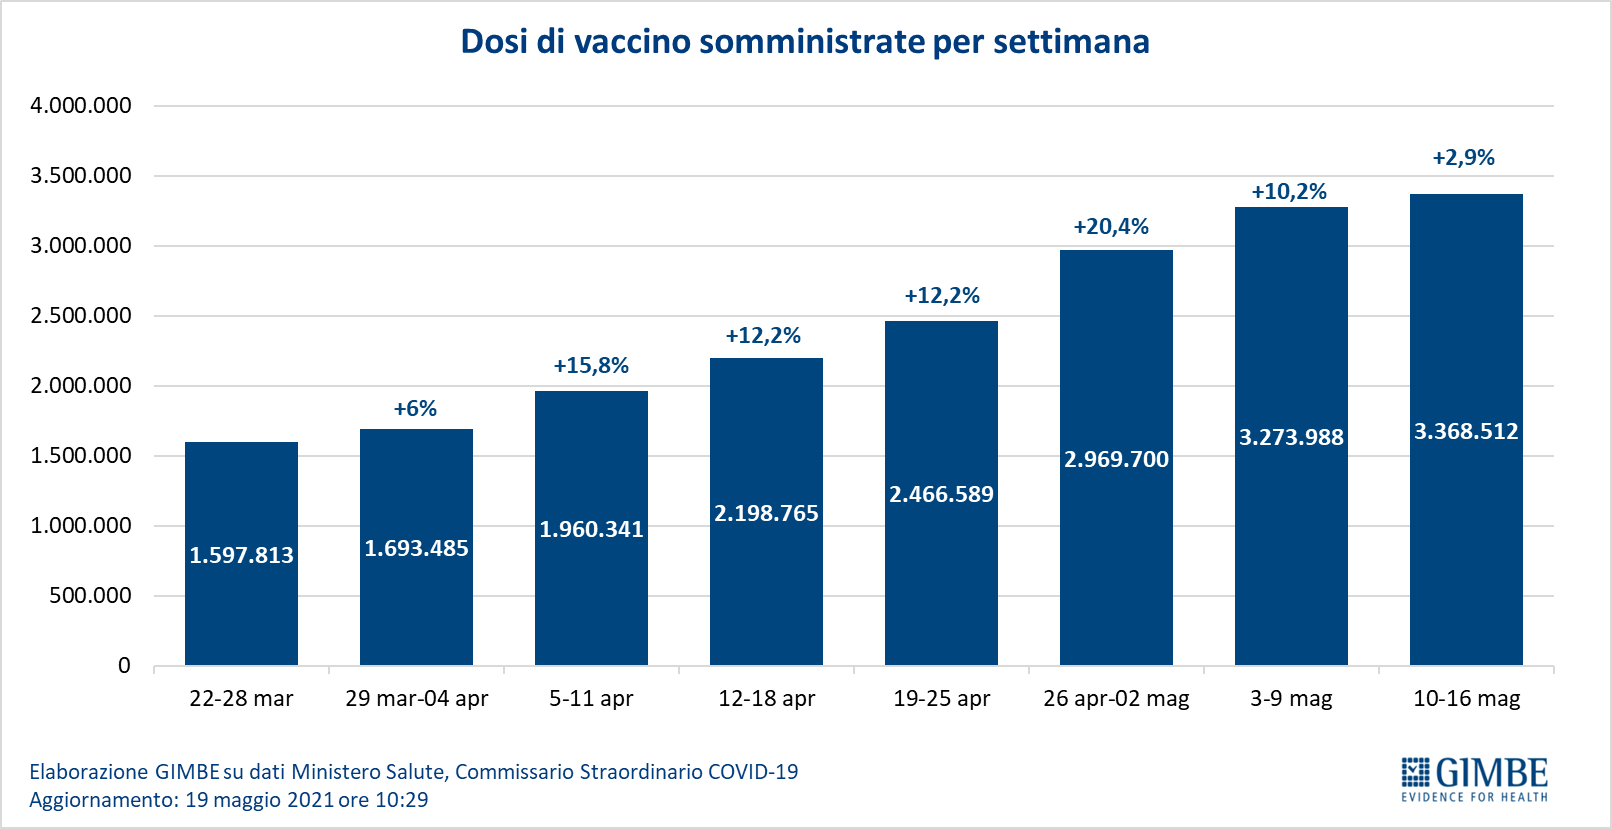 Dosi di vaccino somministrate per settimana
4.000.000
3.500.000
3.000.000
2.500.000
2.000.000
1.500.000
1.000.000
500.000
0
+6%
+15,8%
+12,2%
+12,2%
+20,4%
+10,2%
+2,9%
1.597.813
1.693.485
1.960.341
2.198.765
2.466.589
2.969.700
3.273.988
3.368.512
22-28 mar
29 mar-04 apr
5-11 apr
12-18 apr
19-25 apr
26 apr-02 mag
3-9 mag
10-16 mag
Elaborazione GIMBE su dati Ministero Salute, Commissario Straordinario COVID-19
Aggiornamento: 19 maggio 2021 ore 10:29
GIMBE
EVIDENCE FOR HEALTH